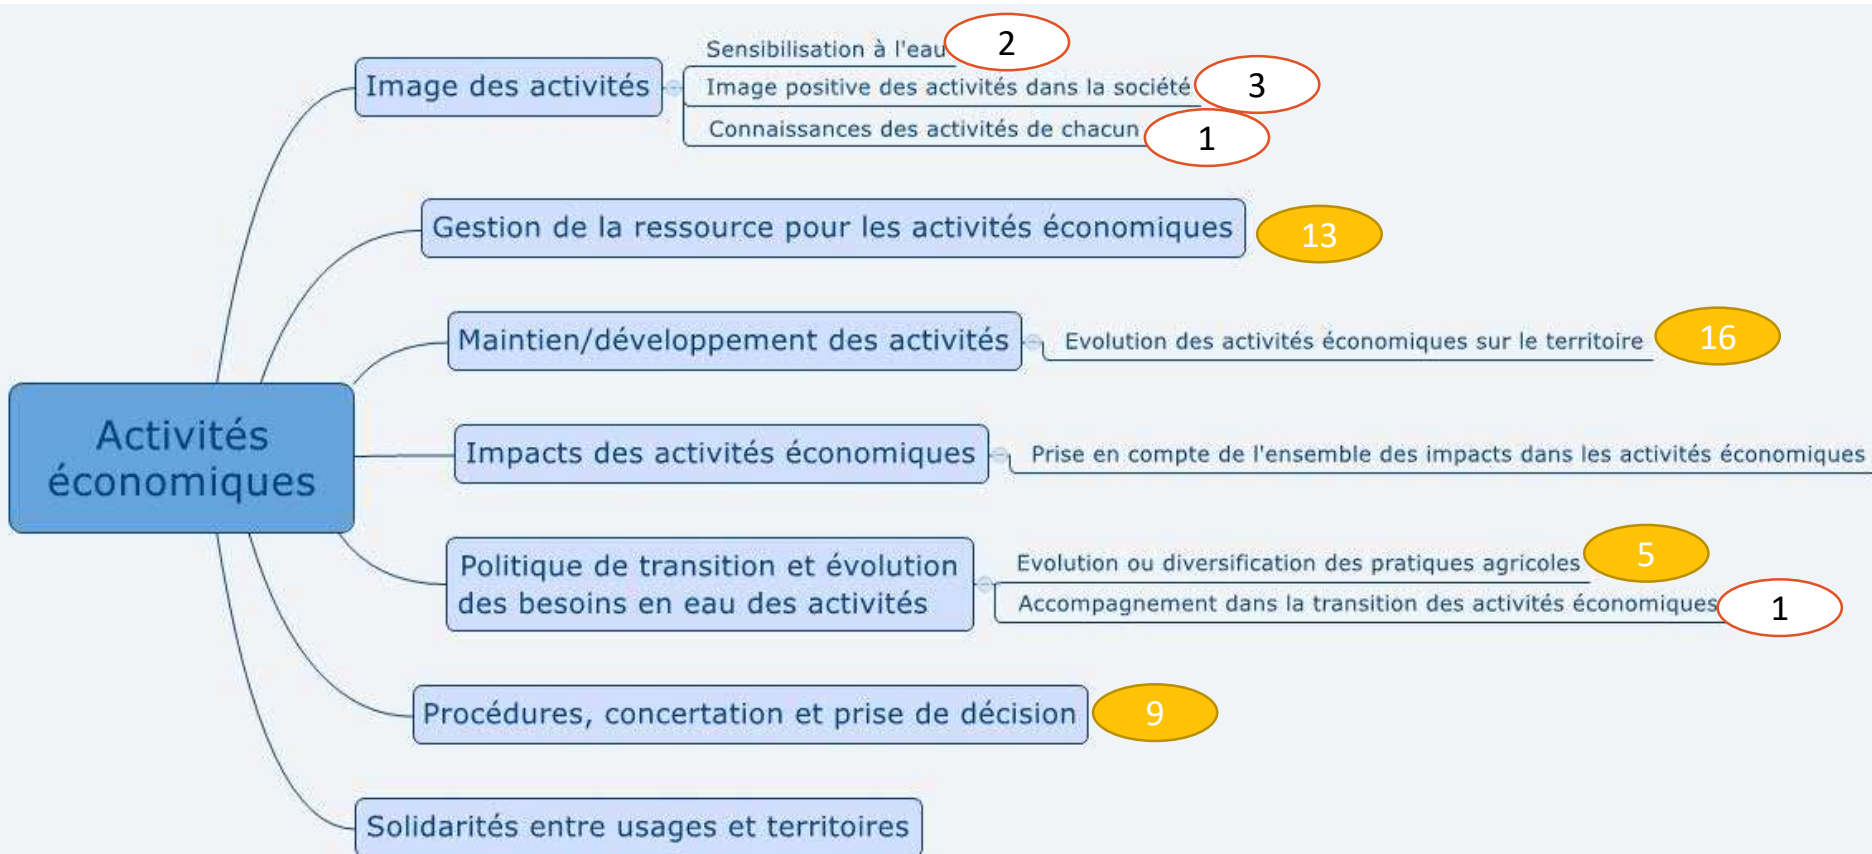 Sensibilisation à l'eau 2
Image des activités
Image positive des activités dans la société 3
Connaissances des activités de chacun 1
Gestion de la ressource pour les activités économiques 13
Maintien/développement des activités
Evolution des activités économiques sur le territoire 16
Activités
économiques
Impacts des activités économiques
Prise en compte de l'ensemble des impacts dans les activités économiques
Politique de transition et évolution
des besoins en eau des activités
Evolution ou diversification des pratiques agricoles 5
Accompagnement dans la transition des activités économiques 1
Procédures, concertation et prise de décision 9
Solidarités entre usages et territoires